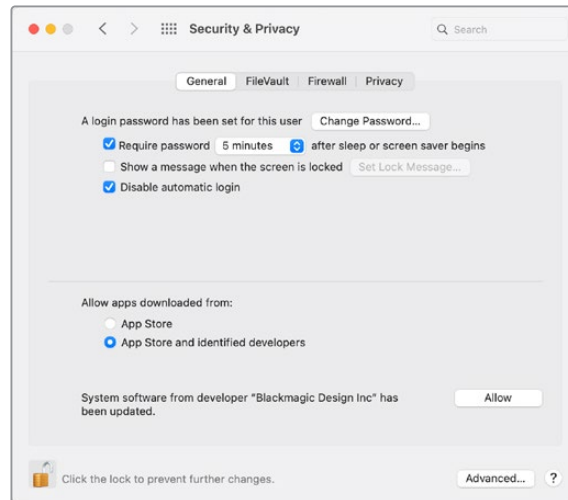 Security & Privacy
Search
General FileVault Firewall Privacy
A login password has been set for this user Change Password...
Require password 5 minutes after sleep or screen saver begins
Show a message when the screen is locked Set Lock Message...
Disable automatic login
Allow apps downloaded from:
App Store
App Store and identified developers
System software from developer "Blackmagic Design Inc" has Allow
been updated.
Click the lock to prevent further changes. Advanced... ?